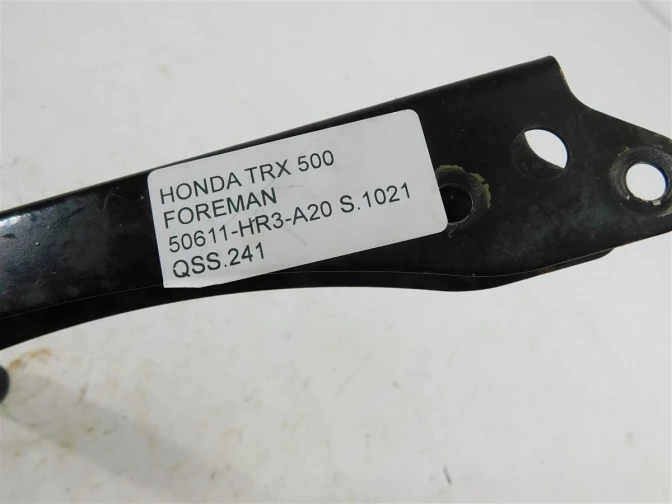 HONDA TRX 500
FOREMAN
50611-HR3-A20 S.1021
QSS.241